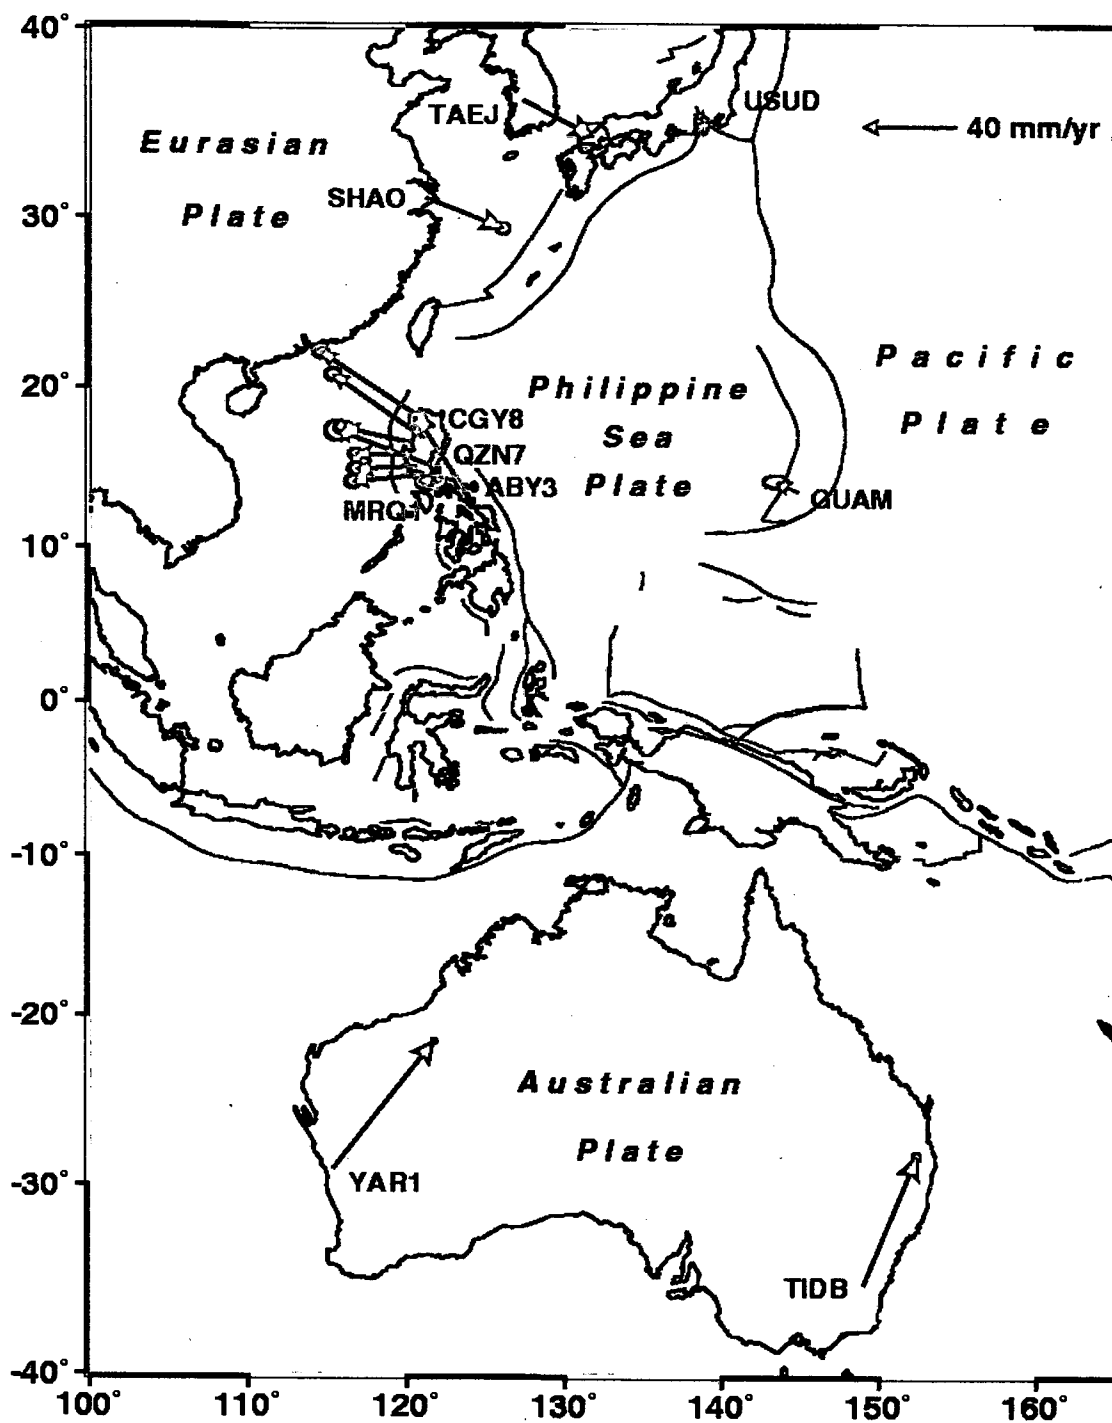 40°
USUD
TAEJ
40 mm/yr
Eurasian
Plate
SHAO
30°
Pacific
Plate
20°
Philippine
Sea
Plate
CGY8
QZN7
ABY3
MRQ1
GUAM
10°
0°
-10°
-20°
Australian
Plate
YAR1
-30°
TIDB
-40°
100° 110° 120° 130° 140° 150° 160°